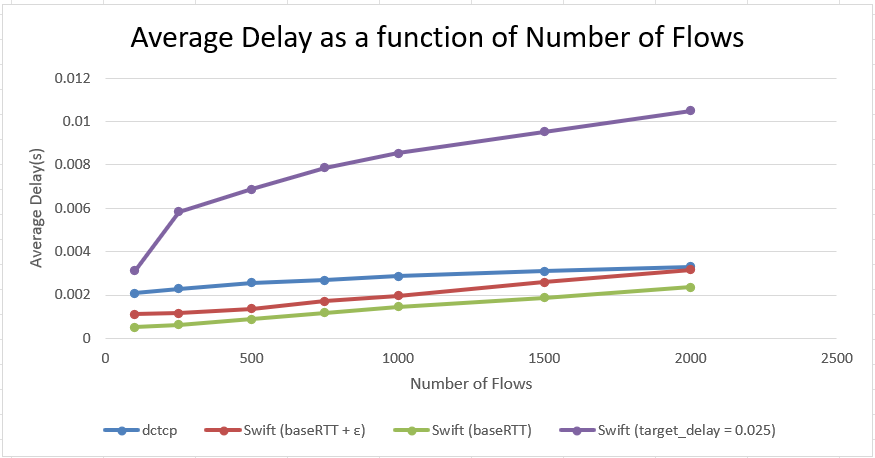 Average Delay as a function of Number of Flows
0.012
0.01
0.008
0.006
0.004
0.002
0
Average Delay(s)
0 500 1000 1500 2000 2500
Number of Flows
dctcp Swift (baseRTT + ε) Swift (baseRTT) Swift (target_delay = 0.025)